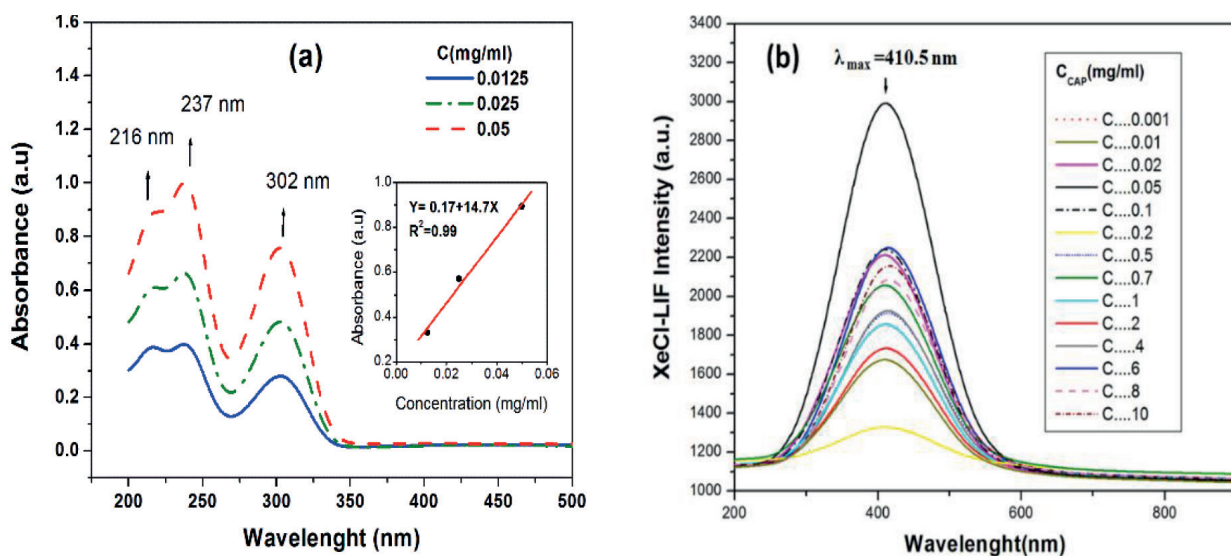 (a)
C(mg/ml)
0.0125
0.025
0.05
216 nm
237 nm
302 nm
Y= 0.17+14.7X
R²=0.99
1.0
0.8
0.6
0.4
0.2
0.00
0.02
0.04
0.06
Absorbance (a.u)
Concentration (mg/ml)
1.6
1.4
1.2
1.0
0.8
0.6
0.4
0.2
0.0
Absorbance (a.u)
200
250
300
350
400
450
500
Wavelenght (nm)
(b)
λmax =410.5 nm
CCAP(mg/ml)
C....0.001
C....0.01
C....0.02
C....0.05
C....0.1
C....0.2
C....0.5
C....0.7
C....1
C....2
C.....4
C....6
C....8
C....10
3400
3200
3000
2800
2600
2400
2200
2000
1800
1600
1400
1200
1000
XeCl-LIF Intensity (a.u.)
200
400
600
800
Wavelenght(nm)